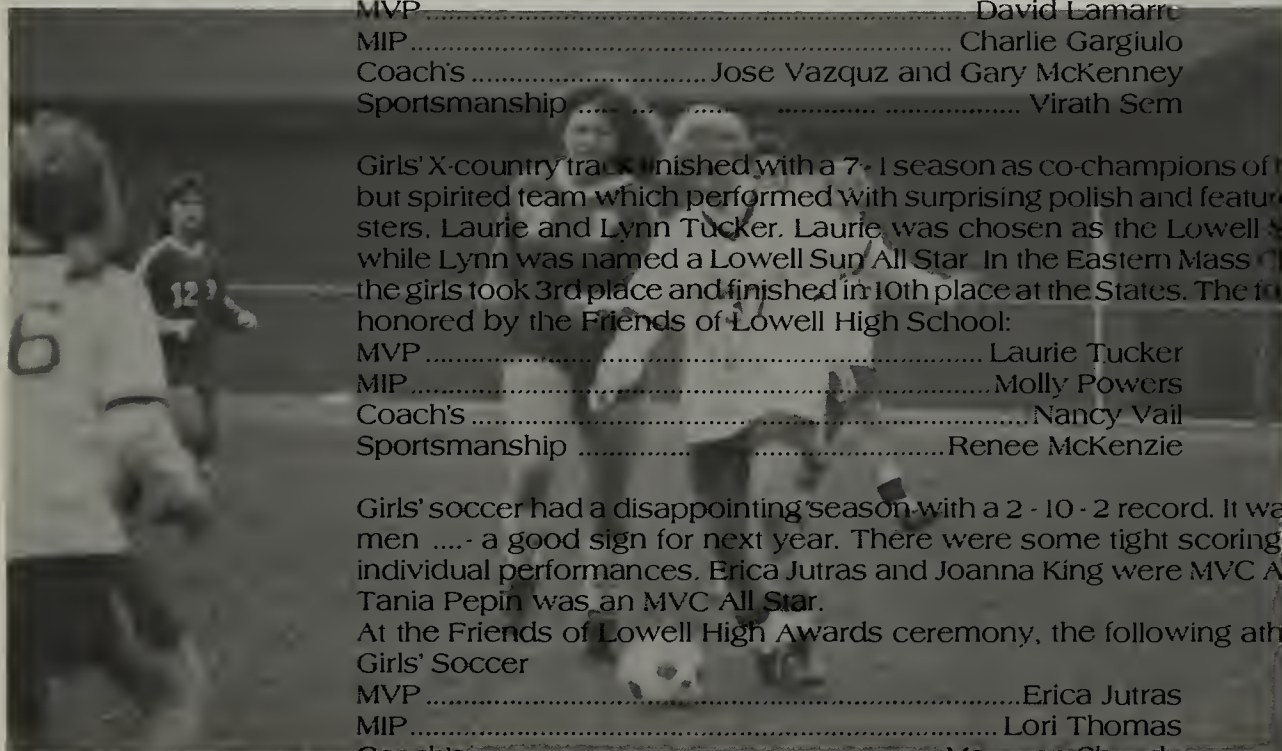 MVP ........ David Lamarre
MIP ........ Charlie Gargiulo
Coach's ........ Jose Vazquz and Gary McKenney
Sportsmanship ........ Virath Sem
Girls' X-country track finished with a 7 - 1 season as co-champions of
but spirited team which performed with surprising polish and featur
sters, Laurie and Lynn Tucker. Laurie was chosen as the Lowell
while Lynn was named a Lowell Sun All Star. In the Eastern Mass
the girls took 3rd place and finished in 10th place at the States. The
honored by the Friends of Lowell High School:
MVP ........ Laurie Tucker
MIP ........ Molly Powers
Coach's ........ Nancy Vail
Sportsmanship ........ Renee McKenzie
Girls' soccer had a disappointing season with a 2 - 10 - 2 record. It wa
men ....- a good sign for next year. There were some tight scoring
individual performances. Erica Jutras and Joanna King were MVC A
Tania Pepin was an MVC All Star.
At the Friends of Lowell High Awards ceremony, the following ath
Girls' Soccer
MVP ........ Erica Jutras
MIP ........ Lori Thomas
Coach's
12
6